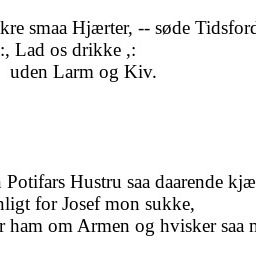 kre smaa Hjærter, -- søde Tidsford
:, Lad os drikke ,:
uden Larm og Kiv.
Potifars Hustru saa daarende kjæ
nligt for Josef mon sukke,
r ham om Armen og hvisker saa